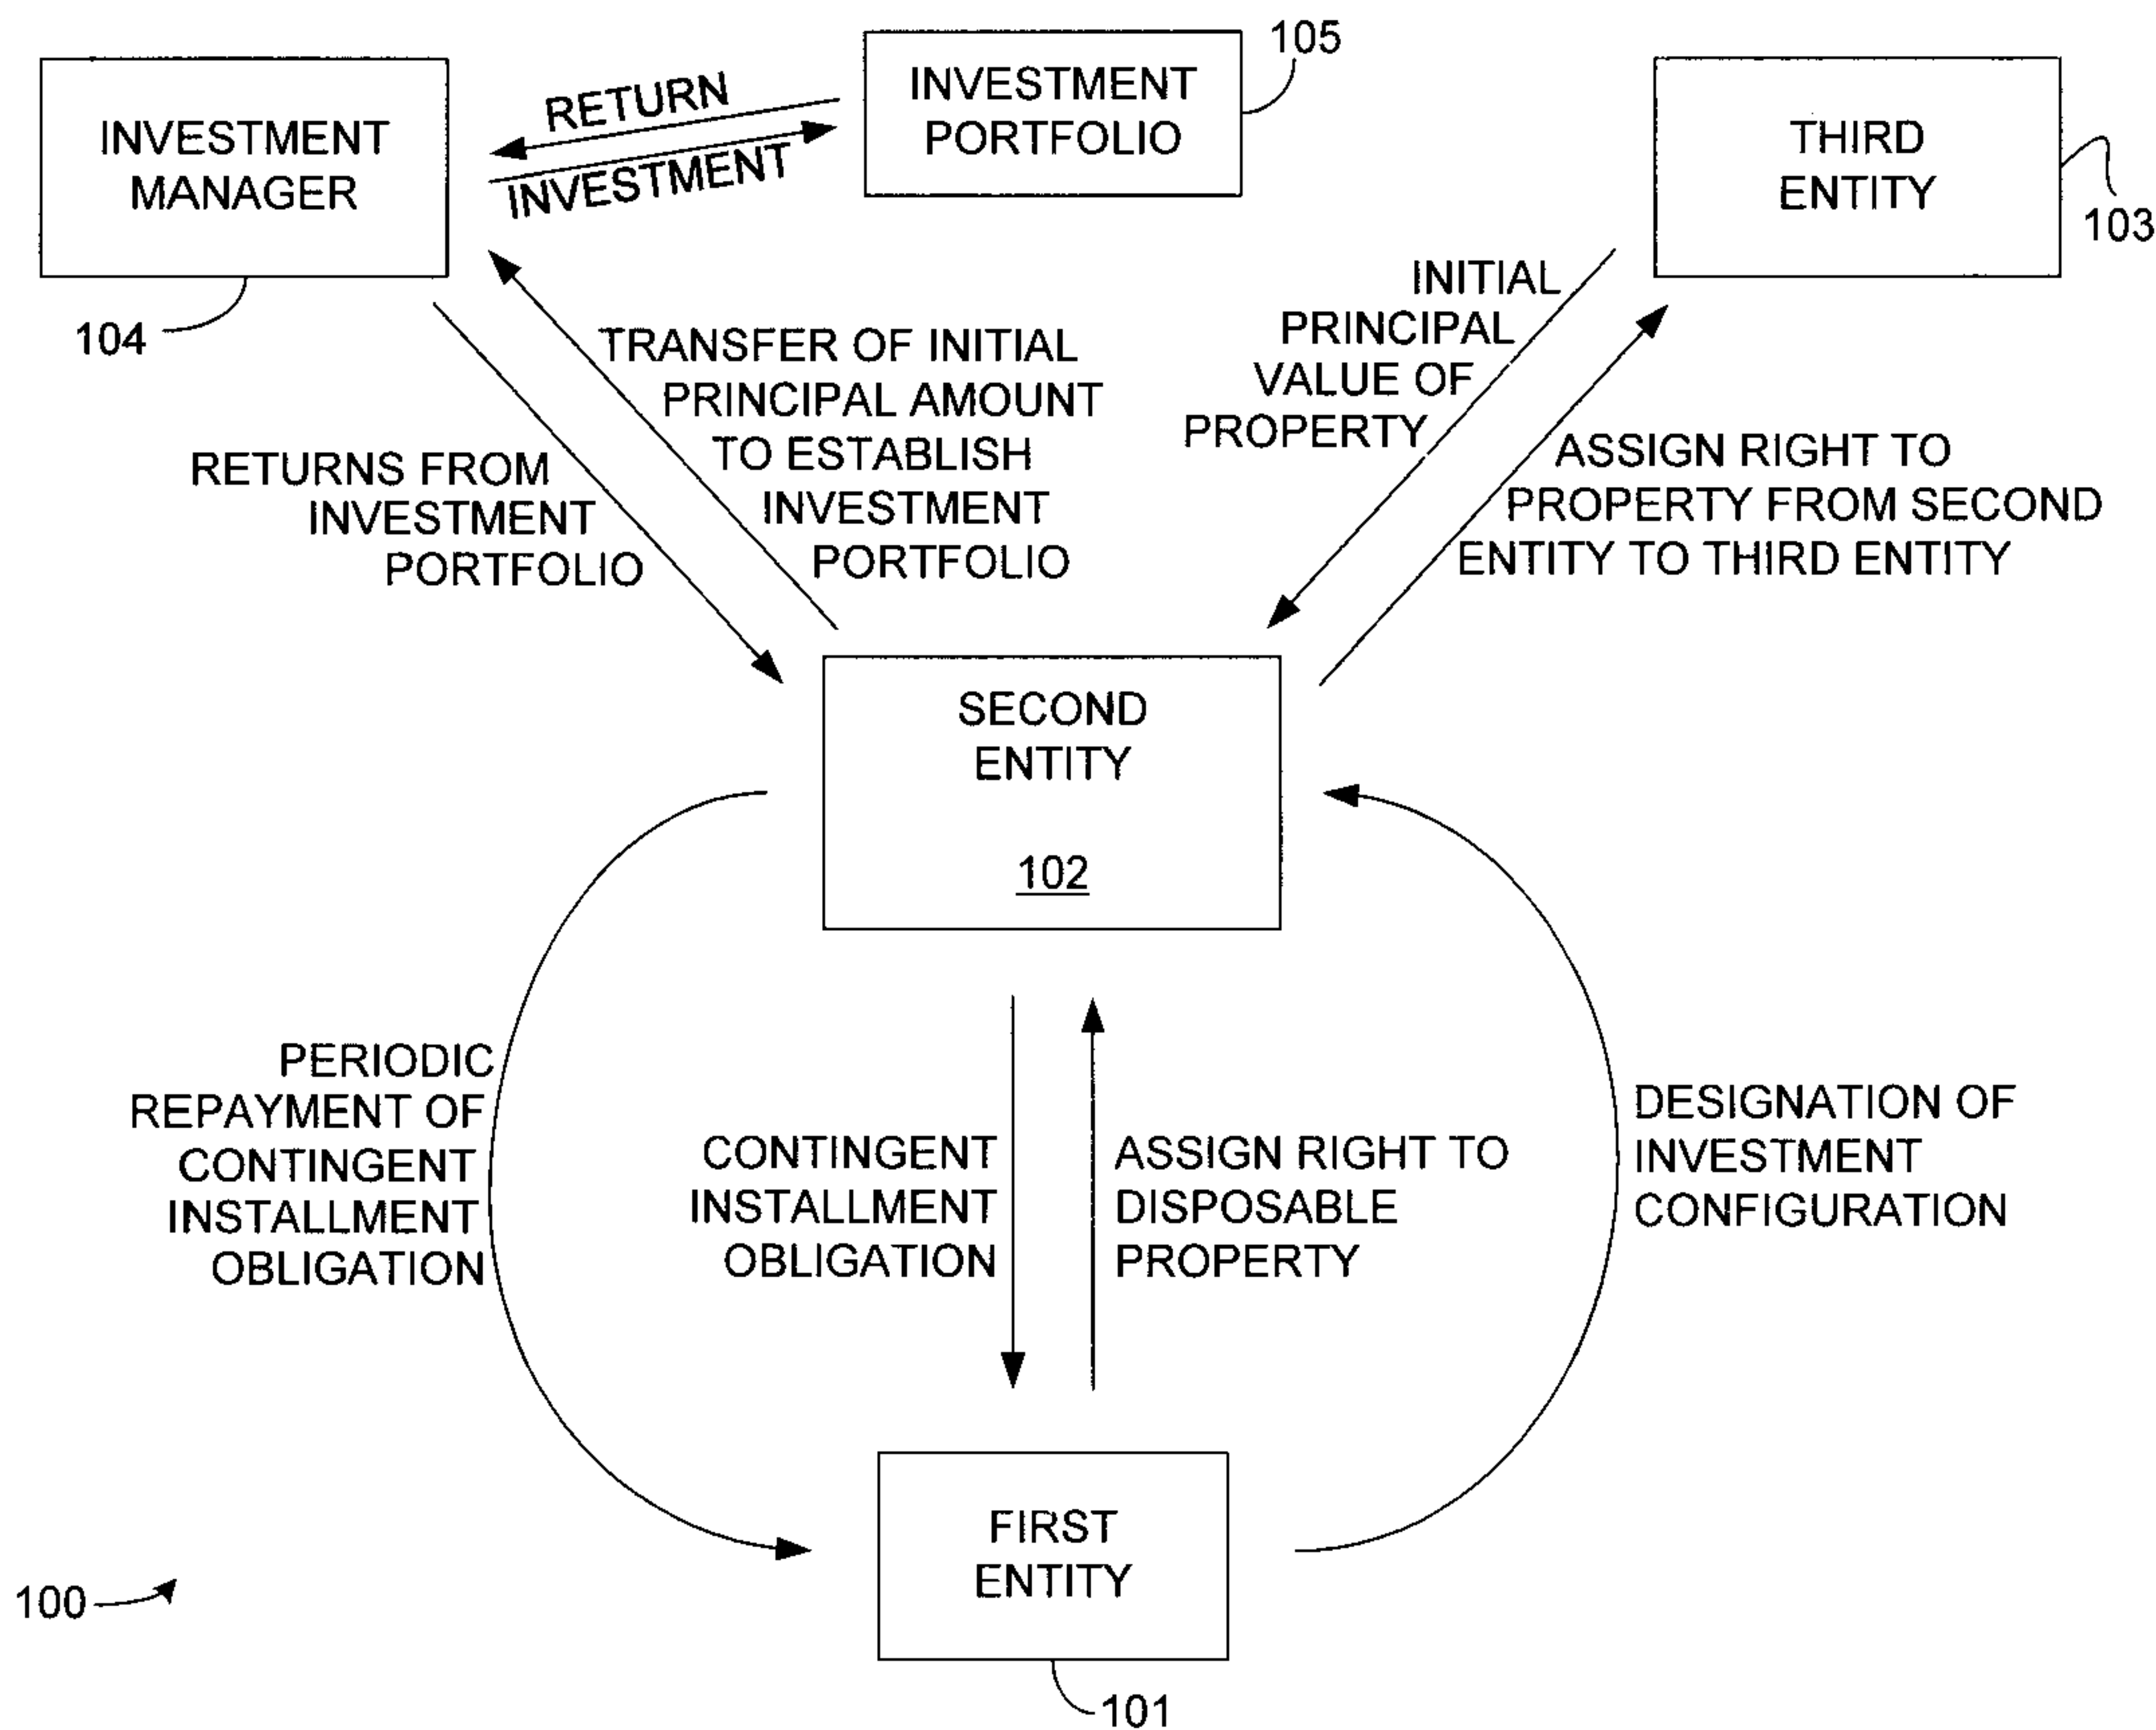 105
INVESTMENT
PORTFOLIO
INVESTMENT
MANAGER
104
RETURN
INVESTMENT
THIRD
ENTITY
103
RETURNS FROM
INVESTMENT
PORTFOLIO
TRANSFER OF INITIAL
PRINCIPAL AMOUNT
TO ESTABLISH
INVESTMENT
PORTFOLIO
INITIAL
PRINCIPAL
VALUE OF
PROPERTY
ASSIGN RIGHT TO
PROPERTY FROM SECOND
ENTITY TO THIRD ENTITY
SECOND
ENTITY
102
PERIODIC
REPAYMENT OF
CONTINGENT
INSTALLMENT
OBLIGATION
CONTINGENT
INSTALLMENT
OBLIGATION
ASSIGN RIGHT TO
DISPOSABLE
PROPERTY
DESIGNATION OF
INVESTMENT
CONFIGURATION
FIRST
ENTITY
100
101